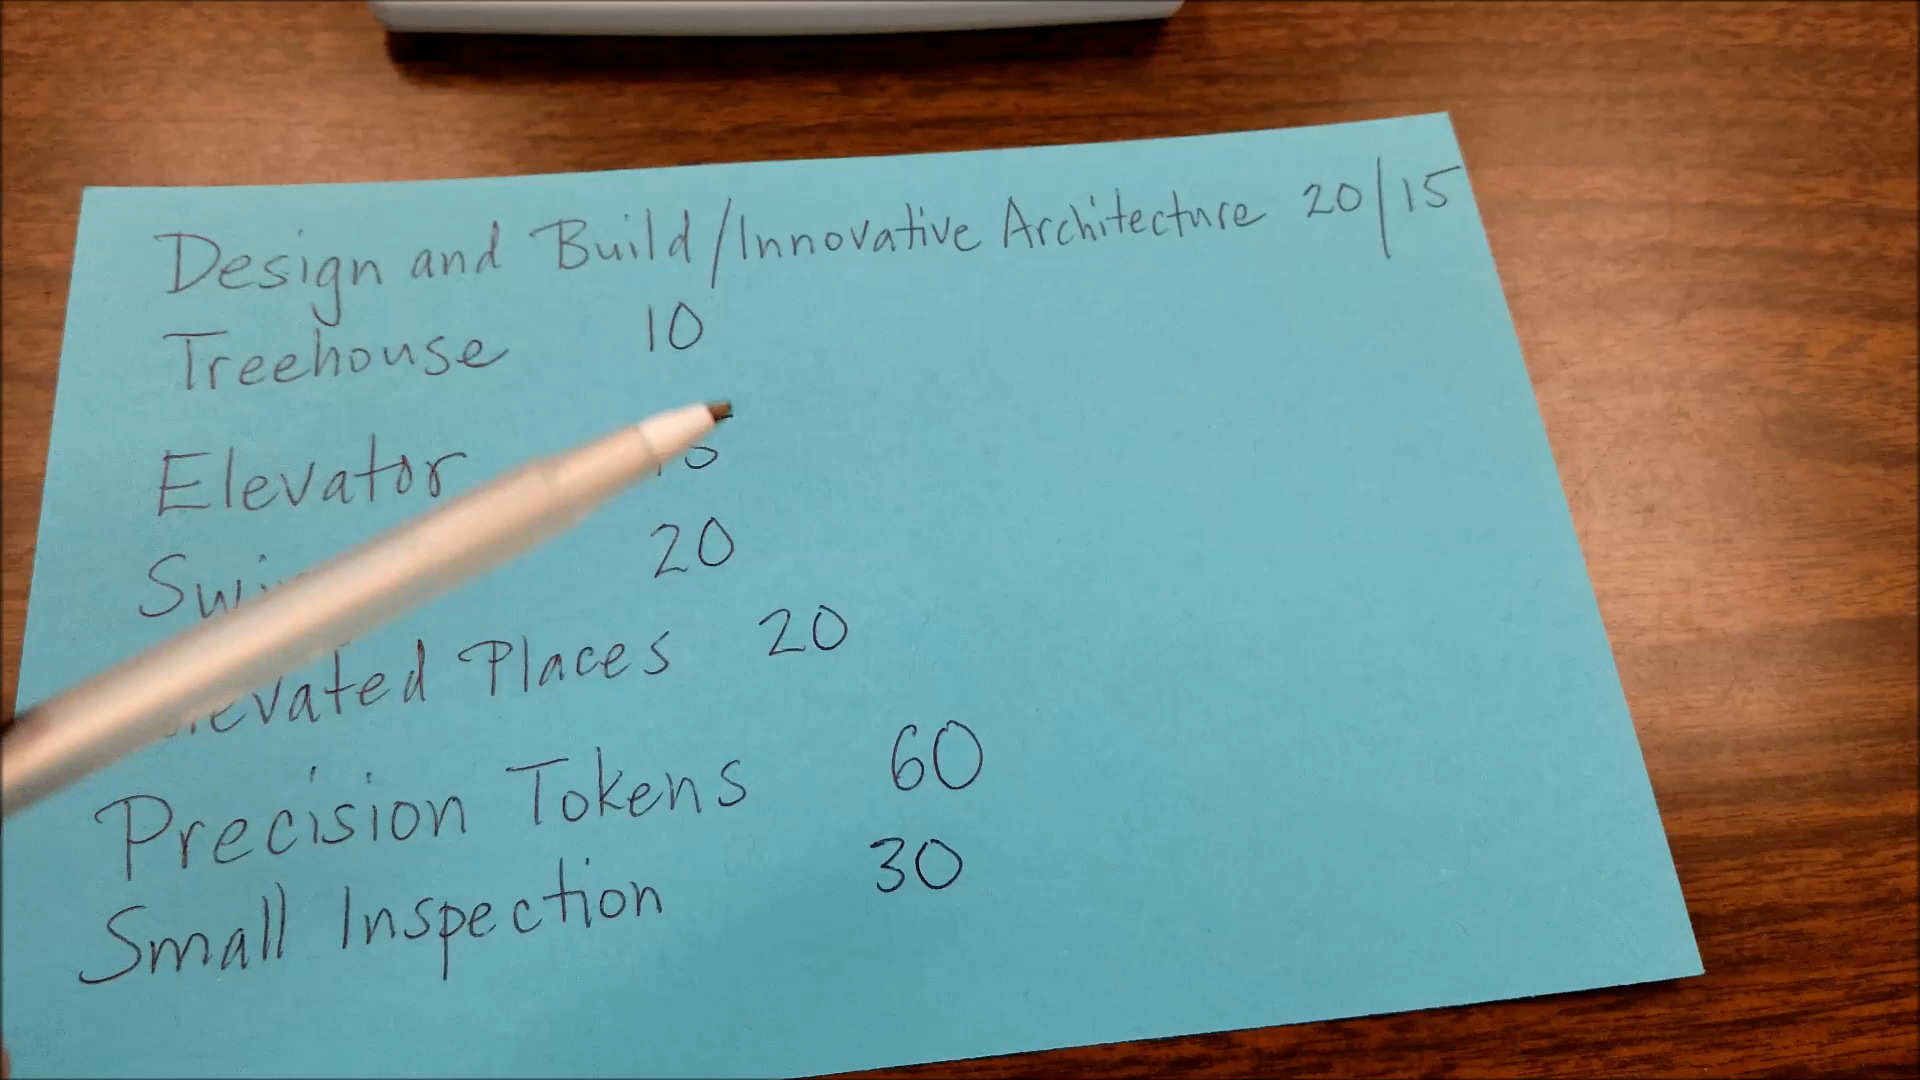 Design and Build/Innovative Architecture 20/15
Treehouse 10
Elevator
20
Places 20
Precision Tokens 60
Small Inspection 30